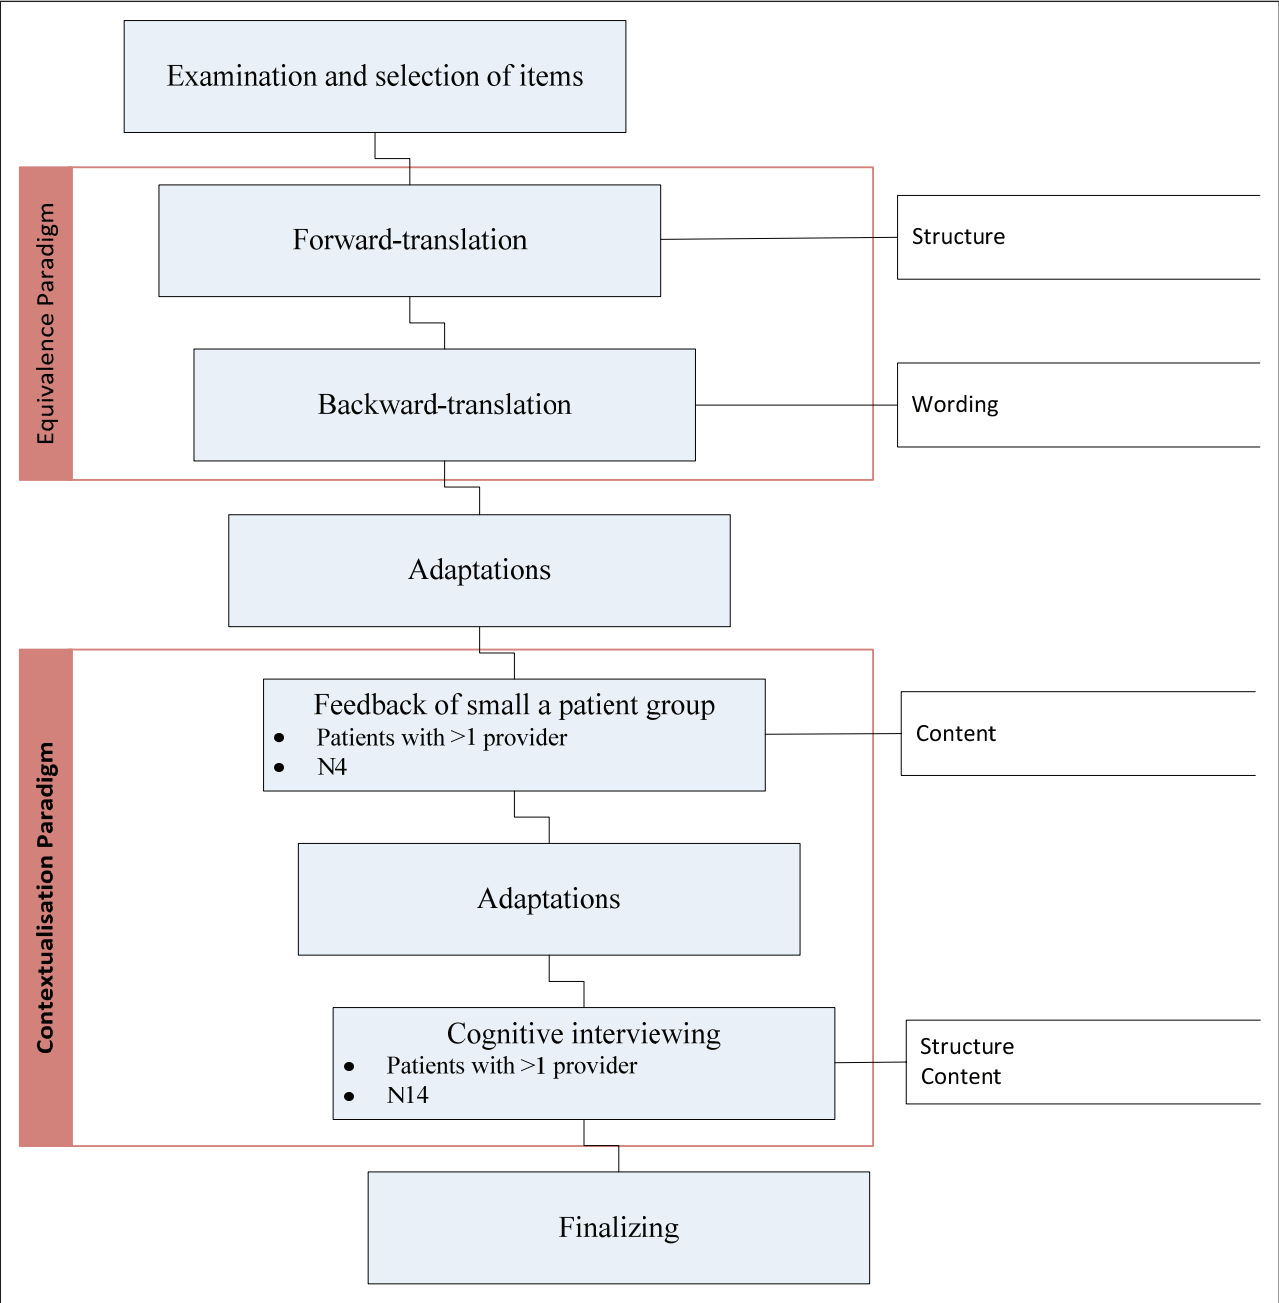 Examination and selection of items
Equivalence Paradigm
Forward-translation
Structure
Backward-translation
Wording
Adaptations
Contextualisation Paradigm
Feedback of small a patient group
● Patients with >1 provider
● N4
Content
Adaptations
Cognitive interviewing
● Patients with >1 provider
● N14
Structure
Content
Finalizing